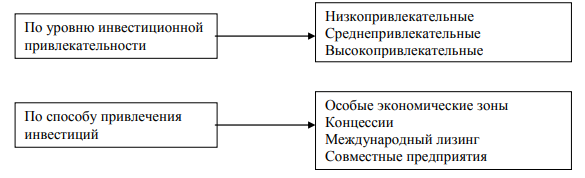 По уровню инвестиционной
привлекательности
Низкопривлекательные
Среднепривлекательные
Высокопривлекательные
По способу привлечения
инвестиций
Особые экономические зоны
Концессии
Международный лизинг
Совместные предприятия